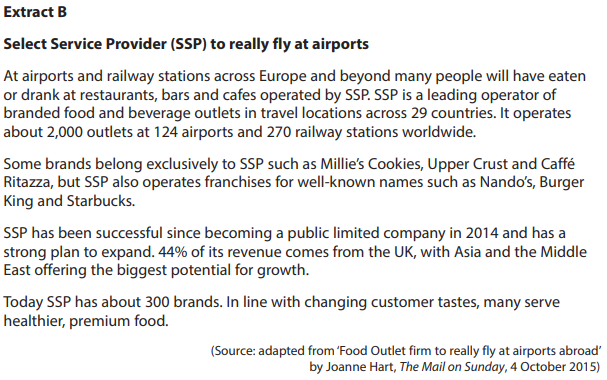 Extract B
Select Service Provider (SSP) to really fly at airports
At airports and railway stations across Europe and beyond many people will have eaten
or drank at restaurants, bars and cafes operated by SSP. SSP is a leading operator of
branded food and beverage outlets in travel locations across 29 countries. It operates
about 2,000 outlets at 124 airports and 270 railway stations worldwide.
Some brands belong exclusively to SSP such as Millie’s Cookies, Upper Crust and Caffé
Ritazza, but SSP also operates franchises for well-known names such as Nando’s, Burger
King and Starbucks.
SSP has been successful since becoming a public limited company in 2014 and has a
strong plan to expand. 44% of its revenue comes from the UK, with Asia and the Middle
East offering the biggest potential for growth.
Today SSP has about 300 brands. In line with changing customer tastes, many serve
healthier, premium food.
(Source: adapted from ‘Food Outlet firm to really fly at airports abroad’
by Joanne Hart, The Mail on Sunday, 4 October 2015)